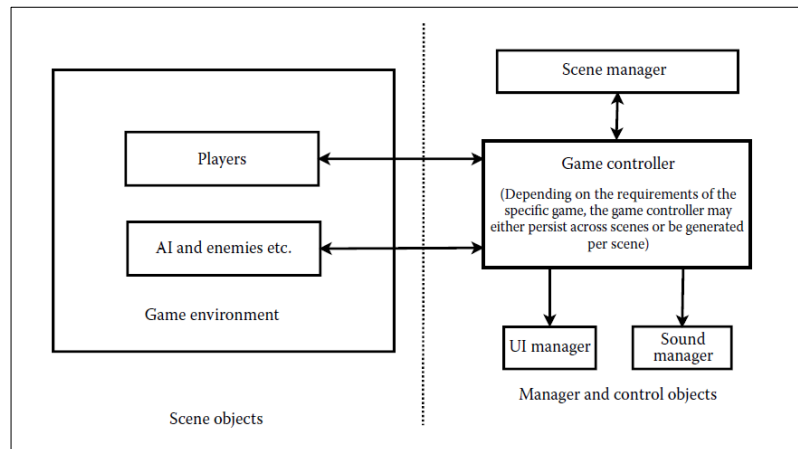 Players
AI and enemies etc.
Game environment
Scene objects
Scene manager
Game controller
(Depending on the requirements of the
specific game, the game controller may
either persist across scenes or be generated
per scene)
UI manager
Sound
manager
Manager and control objects